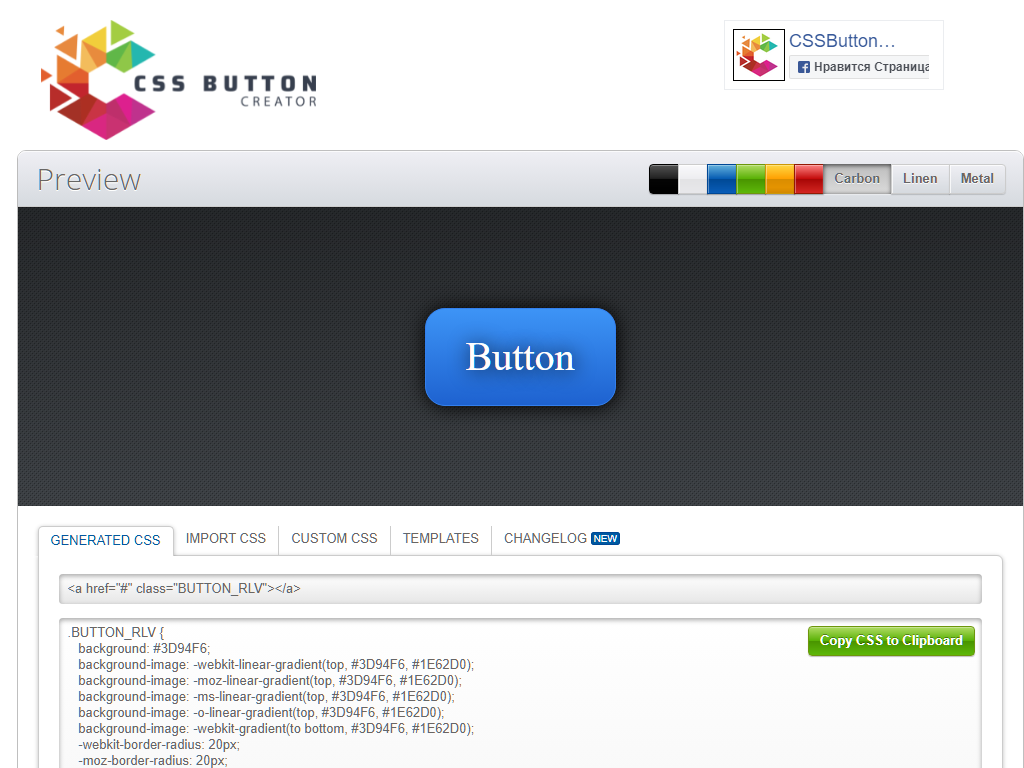 CSS BUTTON
CREATOR
CSSButton…
Нравится Страница
Preview
Carbon
Linen
Metal
Button
GENERATED CSS
IMPORT CSS
CUSTOM CSS
TEMPLATES
CHANGELOG NEW
<a href="#" class="BUTTON_RLV"></a>
Copy CSS to Clipboard
.BUTTON_RLV {
background: #3D94F6;
background-image: -webkit-linear-gradient(top, #3D94F6, #1E62D0);
background-image: -moz-linear-gradient(top, #3D94F6, #1E62D0);
background-image: -ms-linear-gradient(top, #3D94F6, #1E62D0);
background-image: -o-linear-gradient(top, #3D94F6, #1E62D0);
background-image: -webkit-gradient(to bottom, #3D94F6, #1E62D0);
-webkit-border-radius: 20px;
-moz-border-radius: 20px;